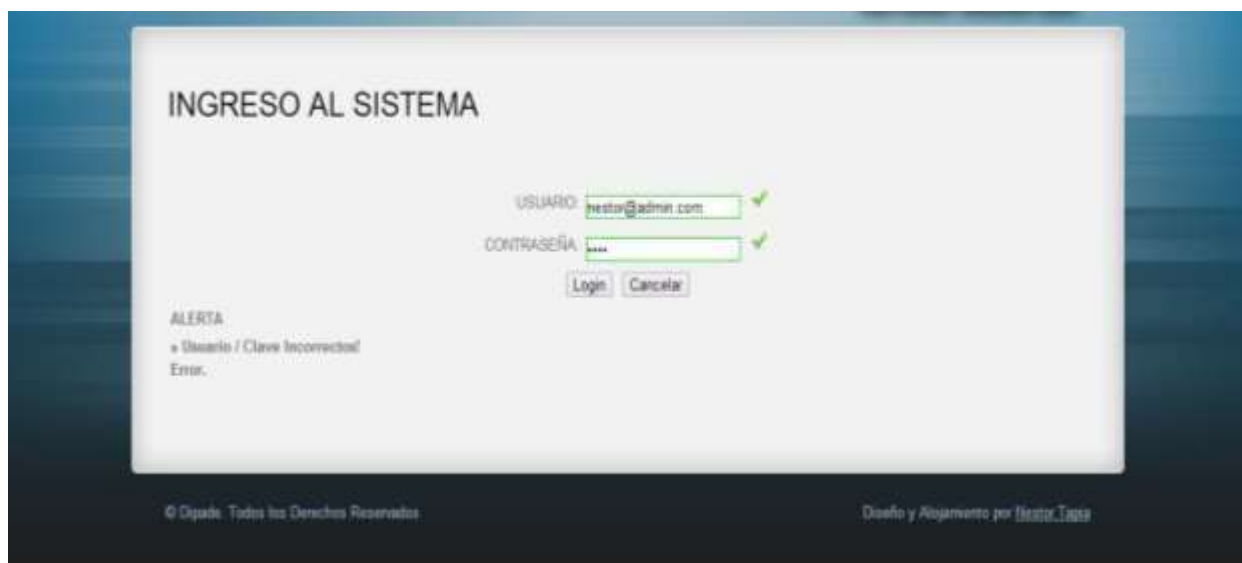 INGRESO AL SISTEMA
USUARIO: nestor@admin.com
CONTRASEÑA: ••••
Login Cancelar
ALERTA
» Usuario / Clave Incorrectos!
Error.
© Dipade. Todos los Derechos Reservados
Diseño y Alojamiento por Nestor Tapia